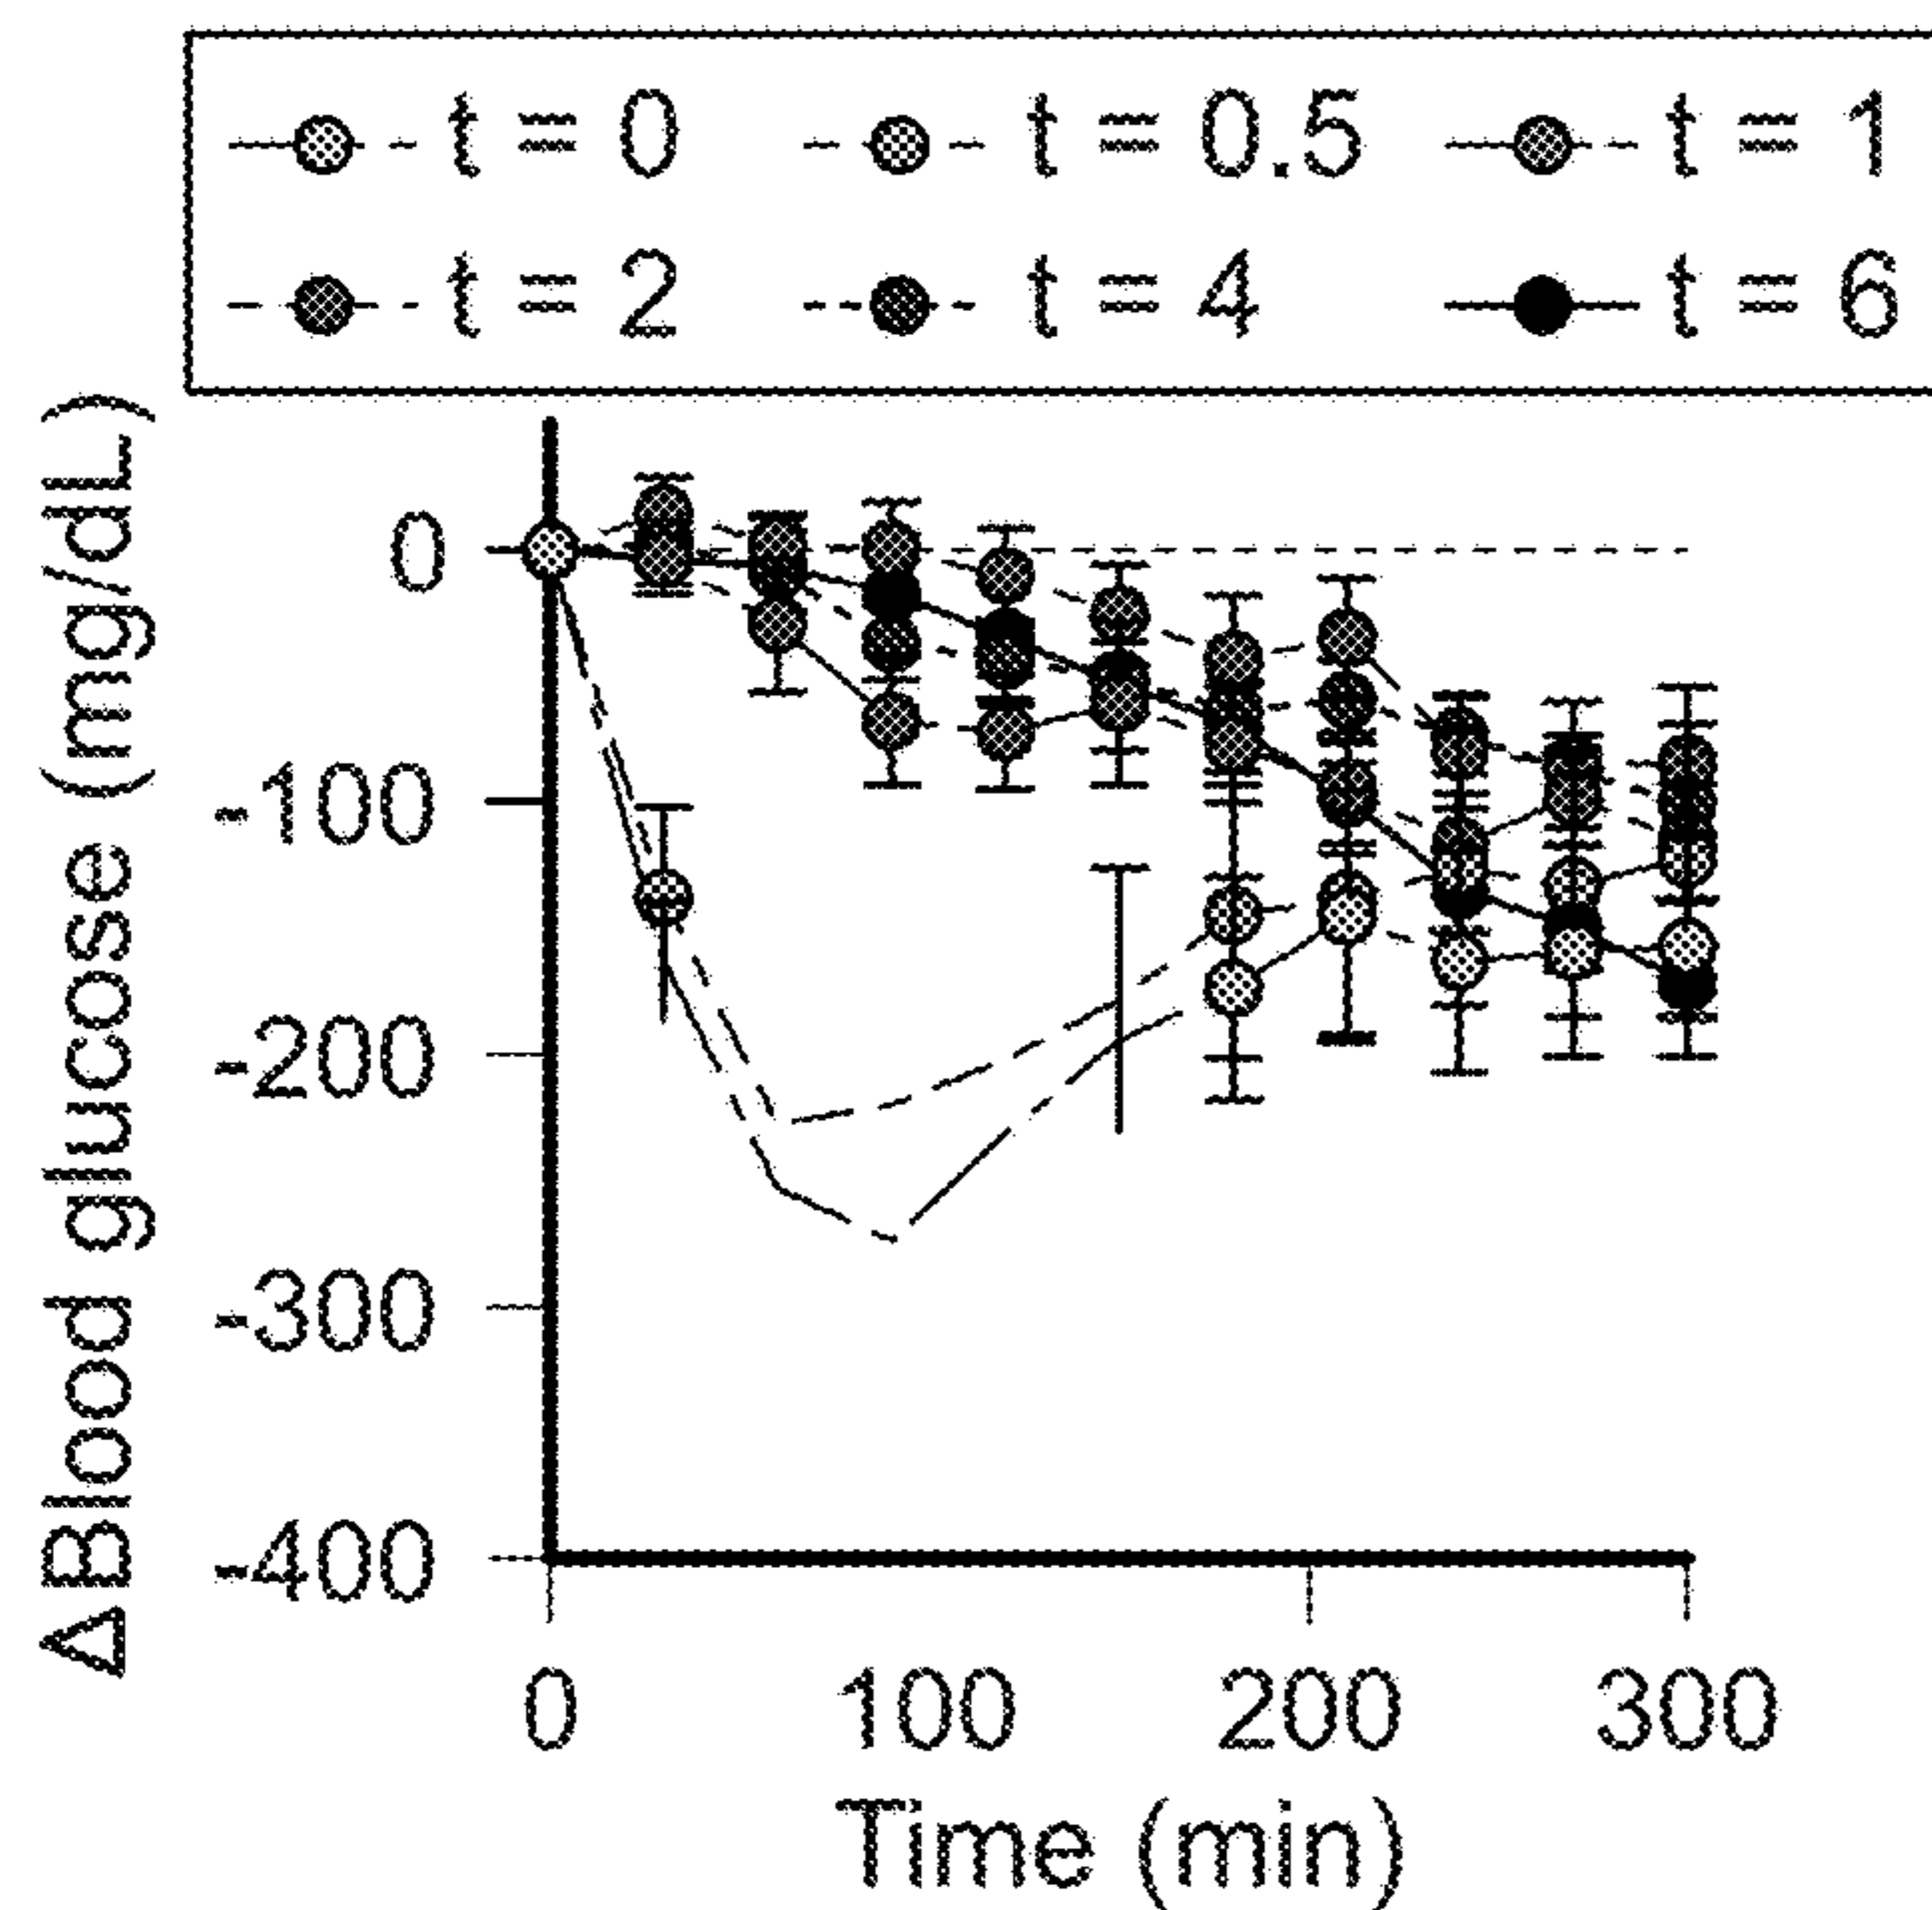 t = 0 t = 0.5 t = 1
t = 2 t = 4 t = 6
ΔBlood glucose (mg/dL)
0
-100
-200
-300
-400
0 100 200 300
Time (min)